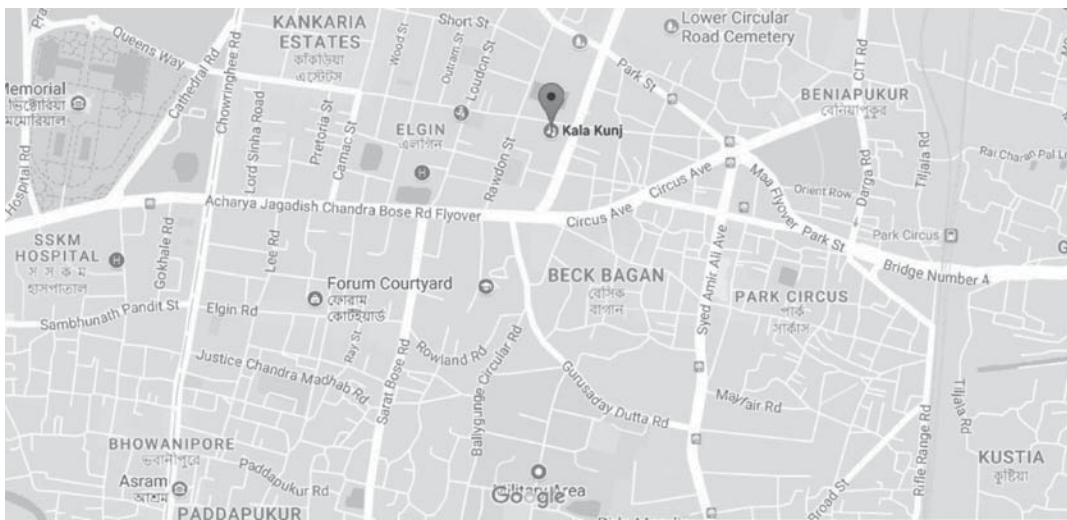 Queens Way
KANKARIA
ESTATES
কাঁকড়িয়া
এস্টেটস
Short St
Lower Circular
Road Cemetery
CIT Rd
Wood St
Outram St
Loudon St
Park St
Memorial
ভিক্টোরিয়া
মেমোরিয়াল
Cathedral Rd
Chowringhee Rd
BENIAPUKUR
বেনিয়াপুকুর
Hospital Rd
Lord Sinha Road
Pretoria St
Camac St
ELGIN
এলগিন
Rawdon St
Kala Kunj
Tiljala Rd
Rai Charan Pal
Orient Row
Darga Rd
Circus Ave
Maa Flyover
Acharya Jagadish Chandra Bose Rd Flyover
Circus Ave
Park St
Park Circus
Bridge Number 4
SSKM
HOSPITAL
স স ক ম
হাসপাতাল
Gokhale Rd
Lee Rd
Forum Courtyard
ফোরাম
কোর্টইয়ার্ড
BECK BAGAN
বেসিক
বাগান
Syed Amir Ali Ave
PARK CIRCUS
পার্ক
সার্কাস
Sambhunath Pandit St
Elgin Rd
Ray St
Rowland Rd
Justice Chandra Madhab Rd
Sarat Bose Rd
Ballygunge Circular Rd
Gurusaday Dutta Rd
Mayfair Rd
Tiljala Rd
Rifle Range Rd
BHOWANIPORE
ভবানীপুরে
Paddapukur Rd
Asram
আশ্রম
PADDAPUKUR
Military Area
Google
Broad St
KUSTIA
কুষ্টিয়া